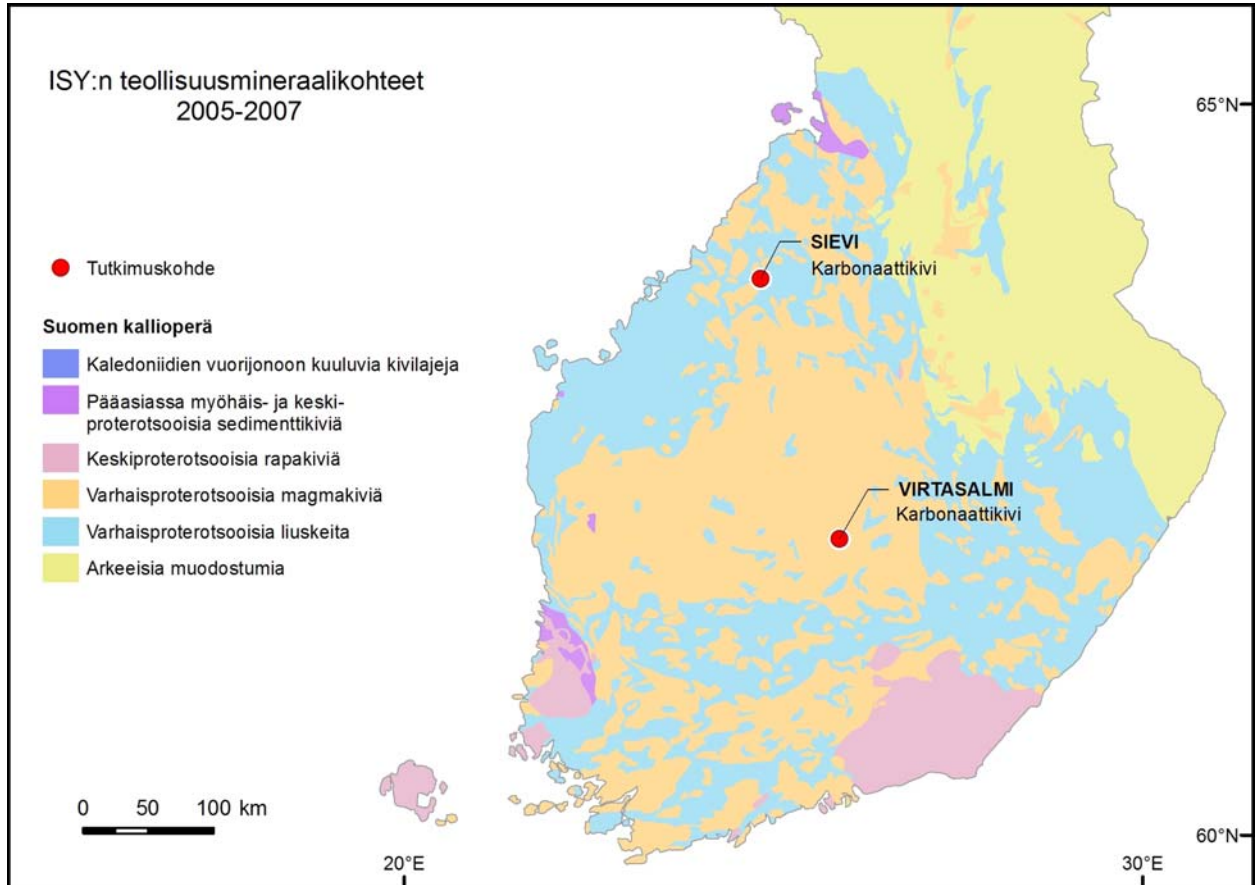 ISY:n teollisuusmineraalikohteet
2005-2007
65°N
SIEVI
Karbonaattikivi
Tutkimuskohde
Suomen kallioperä
Kaledoniidien vuorijonoon kuuluvia kivilajeja
Pääasiassa myöhäis- ja keski-
proterotsooisia sedimenttikiviä
Keskiproterotsooisia rapakiviä
Varhaisproterotsooisia magmakiviä
Varhaisproterotsooisia liuskeita
Arkeeisia muodostumia
VIRTASALMI
Karbonaattikivi
0 50 100 km
60°N
20°E
30°E